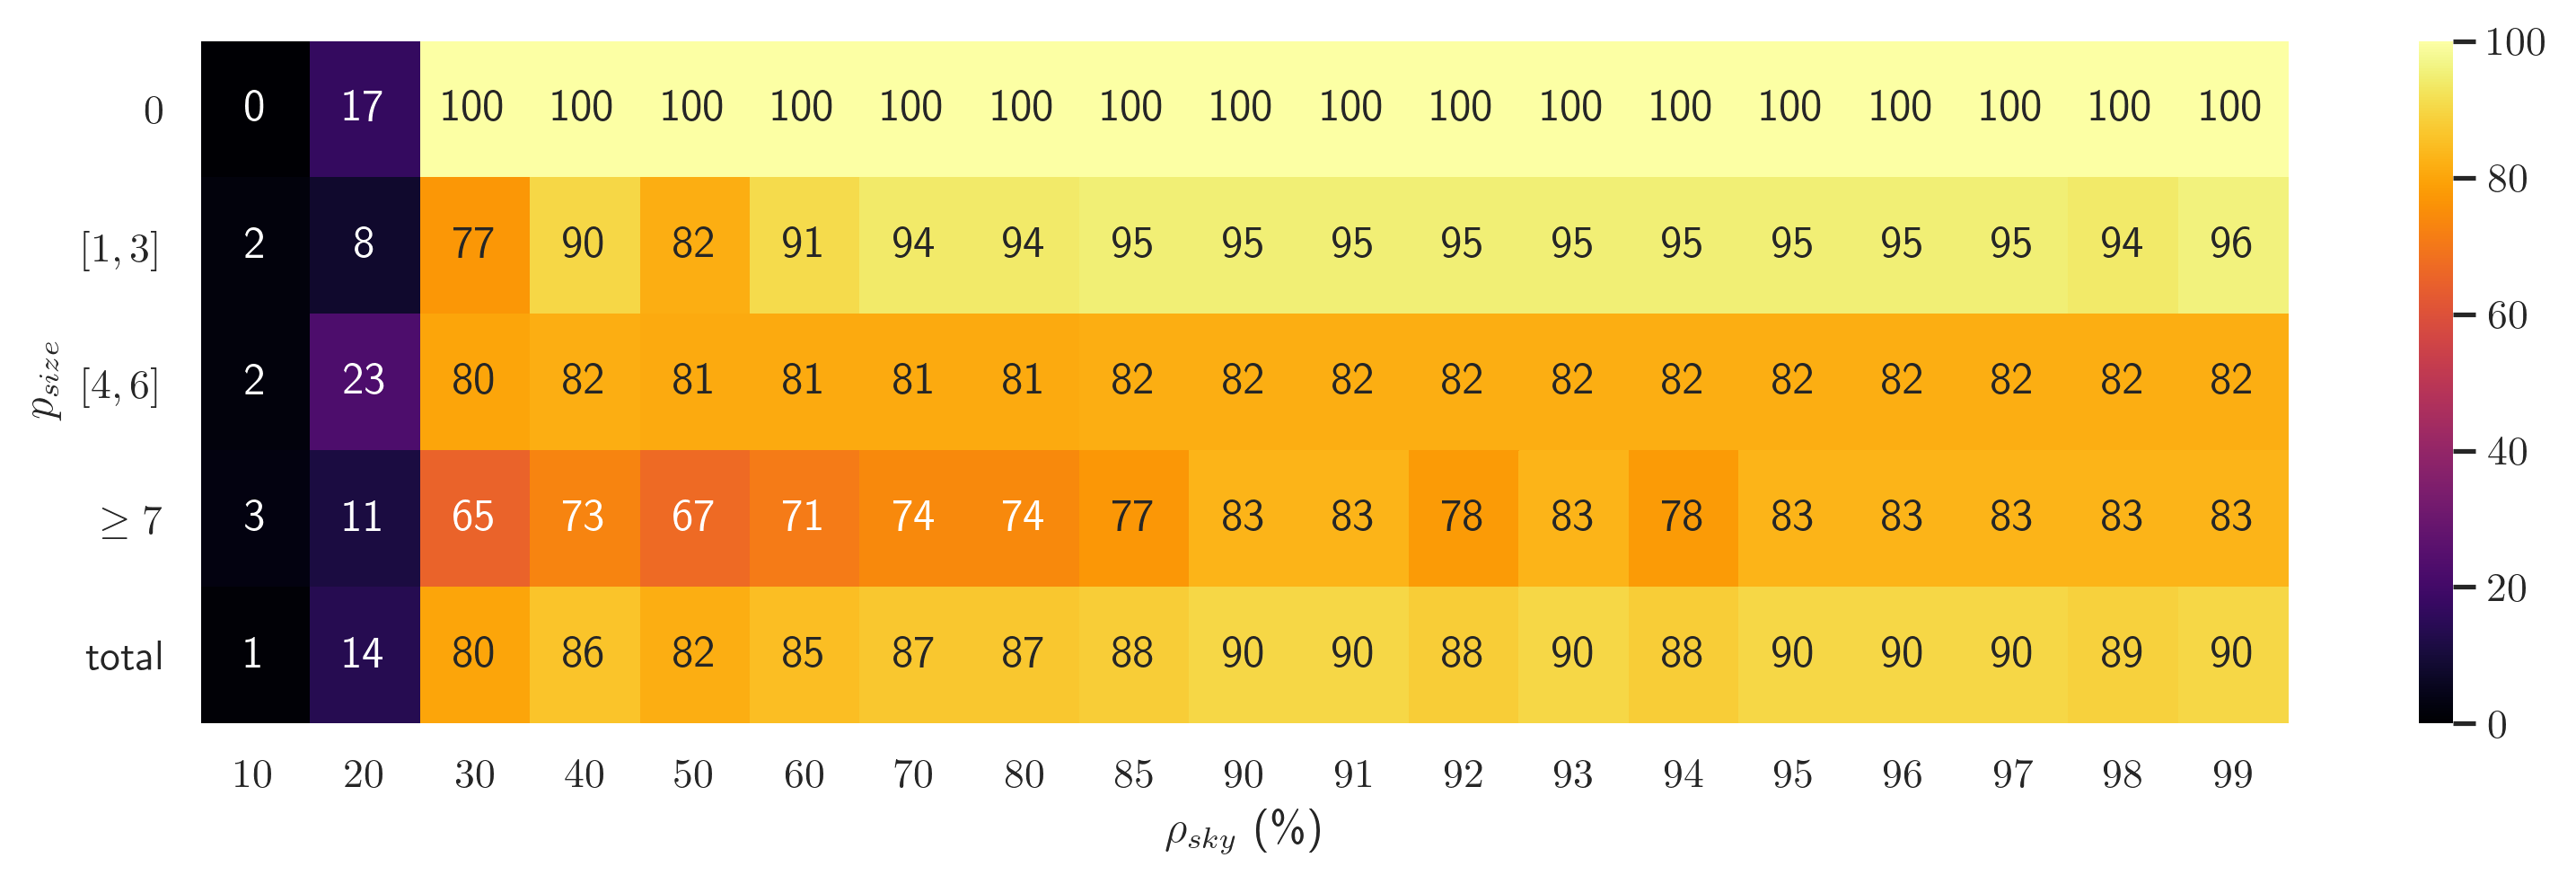 0 0 17 100 100 100 100 100 100 100 100 100 100 100 100 100 100 100 100 100
[1, 3] 2 8 77 90 82 91 94 94 95 95 95 95 95 95 95 95 95 94 96
[4, 6] 2 23 80 82 81 81 81 81 82 82 82 82 82 82 82 82 82 82 82
≥ 7 3 11 65 73 67 71 74 74 77 83 83 78 83 78 83 83 83 83 83
total 1 14 80 86 82 85 87 87 88 90 90 88 90 88 90 90 90 89 90
10 20 30 40 50 60 70 80 85 90 91 92 93 94 95 96 97 98 99
ρsky (%)
psize
100
80
60
40
20
0